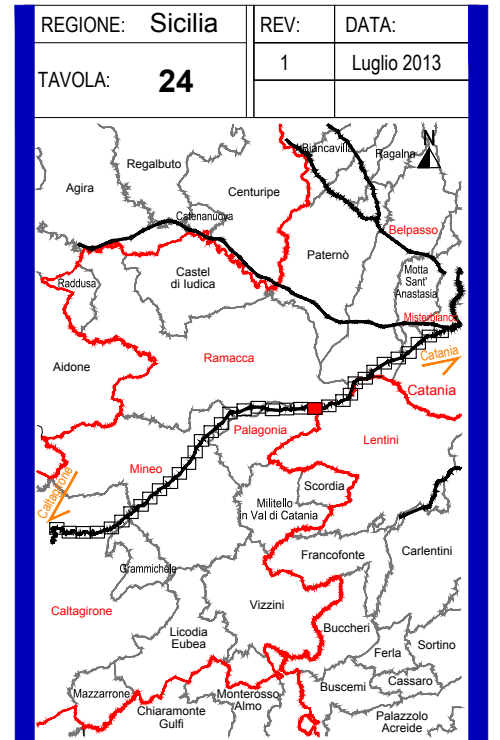 REGIONE: Sicilia
REV:
DATA:
TAVOLA: 24
1
Luglio 2013
N
Biancavilla
Ragalna
Regalbuto
Agira
Centuripe
Catenanuova
Belpasso
Paternò
Motta
Sant'
Anastasia
Castel
di Iudica
Raddusa
Misterbianco
Catania
Ramacca
Aidone
Catania
Palagonia
Lentini
Mineo
Scordia
Caltagirone
Militello
in Val di Catania
Francofonte
Carlentini
Grammichele
Vizzini
Caltagirone
Buccheri
Licodia
Eubea
Ferla
Sortino
Cassaro
Buscemi
Mazzarrone
Monterosso
Almo
Chiaramonte
Gulfi
Palazzolo
Acreide